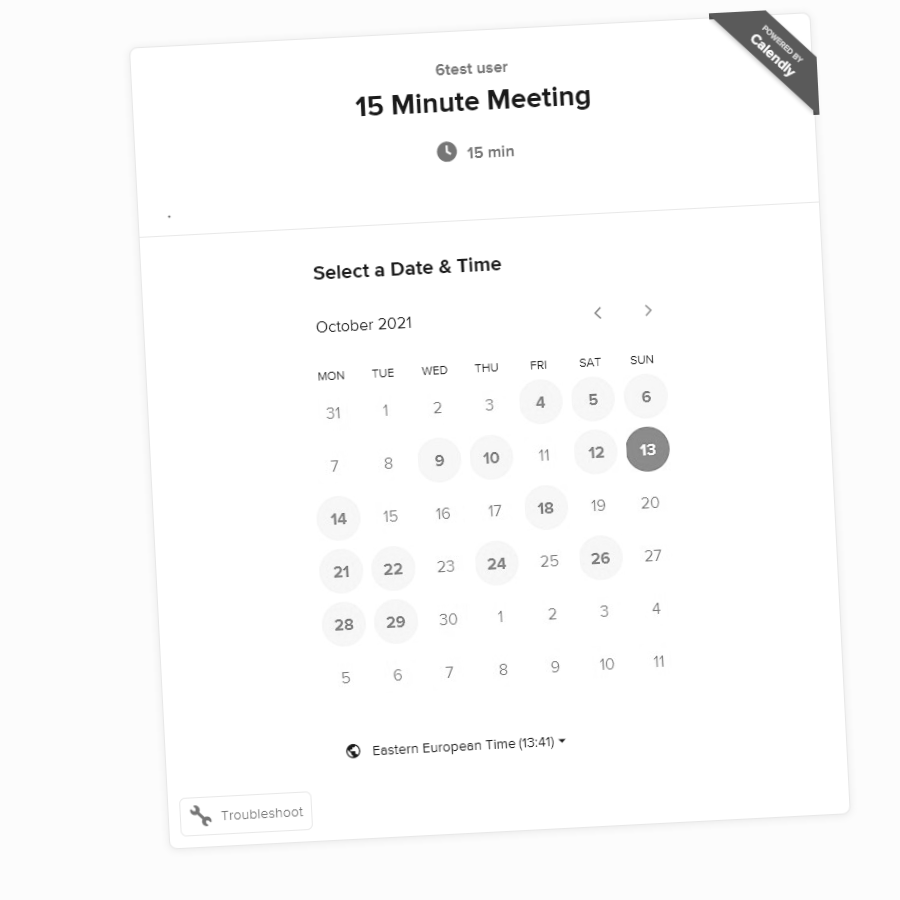 POWERED BY
Calendly
6test user
15 Minute Meeting
15 min
.
Select a Date & Time
October 2021
MON TUE WED THU FRI SAT SUN
31 1 2 3 4 5 6
7 8 9 10 11 12 13
14 15 16 17 18 19 20
21 22 23 24 25 26 27
28 29 30 1 2 3 4
5 6 7 8 9 10 11
Eastern European Time (13:41)
Troubleshoot